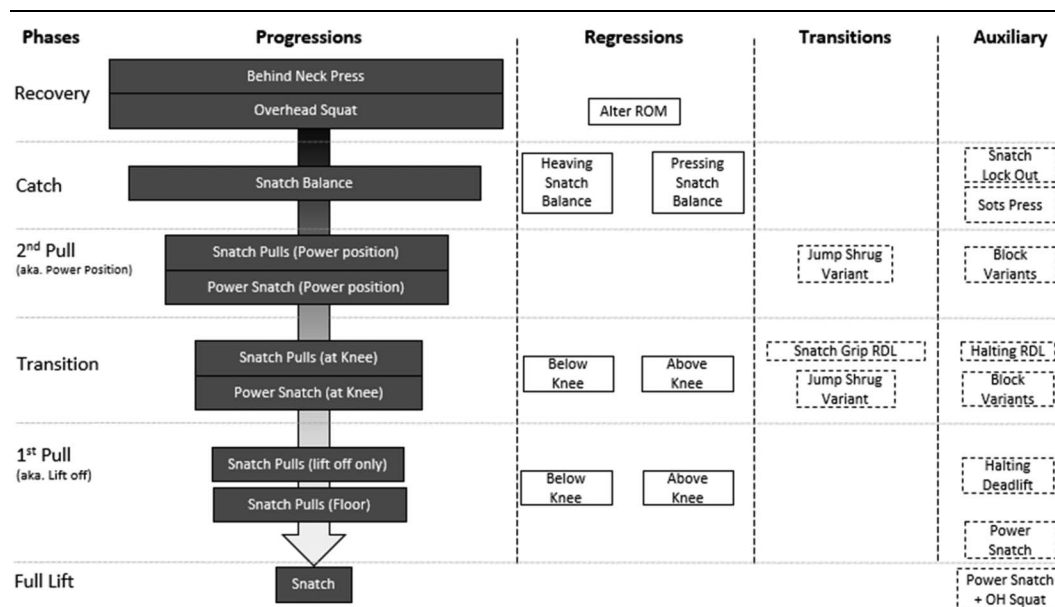 Phases Progressions Regressions Transitions Auxiliary
Recovery
Behind Neck Press
Overhead Squat
Alter ROM
Catch
Snatch Balance
Heaving
Snatch
Balance
Pressing
Snatch
Balance
Snatch
Lock Out
Sots Press
2nd Pull
(aka. Power Position)
Snatch Pulls (Power position)
Power Snatch (Power position)
Jump Shrug
Variant
Block
Variants
Transition
Snatch Pulls (at Knee)
Power Snatch (at Knee)
Below
Knee
Above
Knee
Snatch Grip RDL
Jump Shrug
Variant
Halting RDL
Block
Variants
1st Pull
(aka. Lift off)
Snatch Pulls (lift off only)
Snatch Pulls (Floor)
Below
Knee
Above
Knee
Halting
Deadlift
Power
Snatch
Full Lift
Snatch
Power Snatch
+ OH Squat